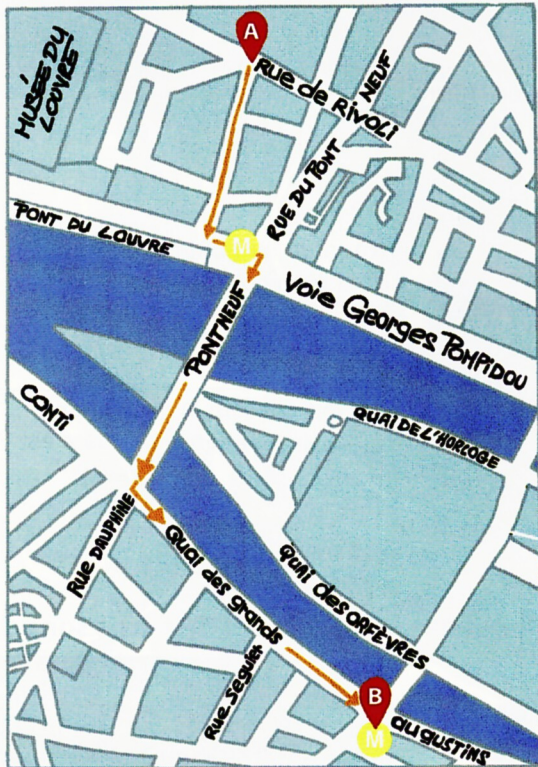 A
MUSÉE DU
LOUVRE
RUE DE RIVOLI
RUE DU PONT NEUF
PONT DU LOUVRE
M
VOIE GEORGES POMPIDOU
PONT NEUF
CONTI
QUAI DE L'HORLOGE
RUE DAUPHINE
QUAI des grands augustins
QUAI des ORFÈVRES
Rue Seguier
B
M